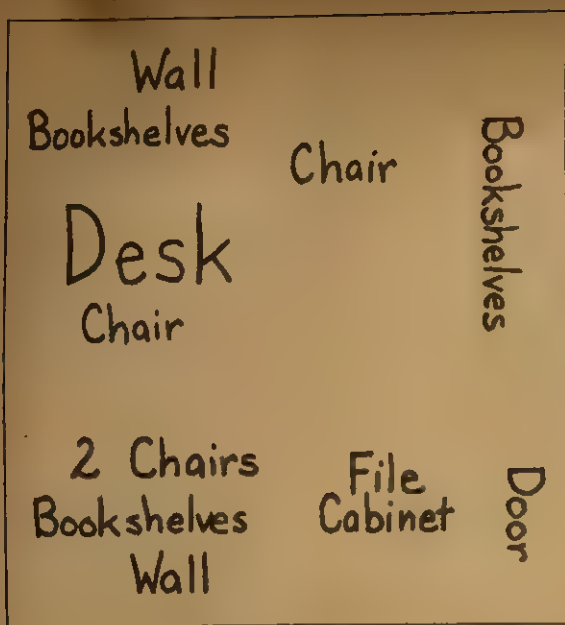 Wall
Bookshelves
Chair
Bookshelves
Desk
Chair
2 Chairs
Bookshelves
Wall
File
Cabinet
Door